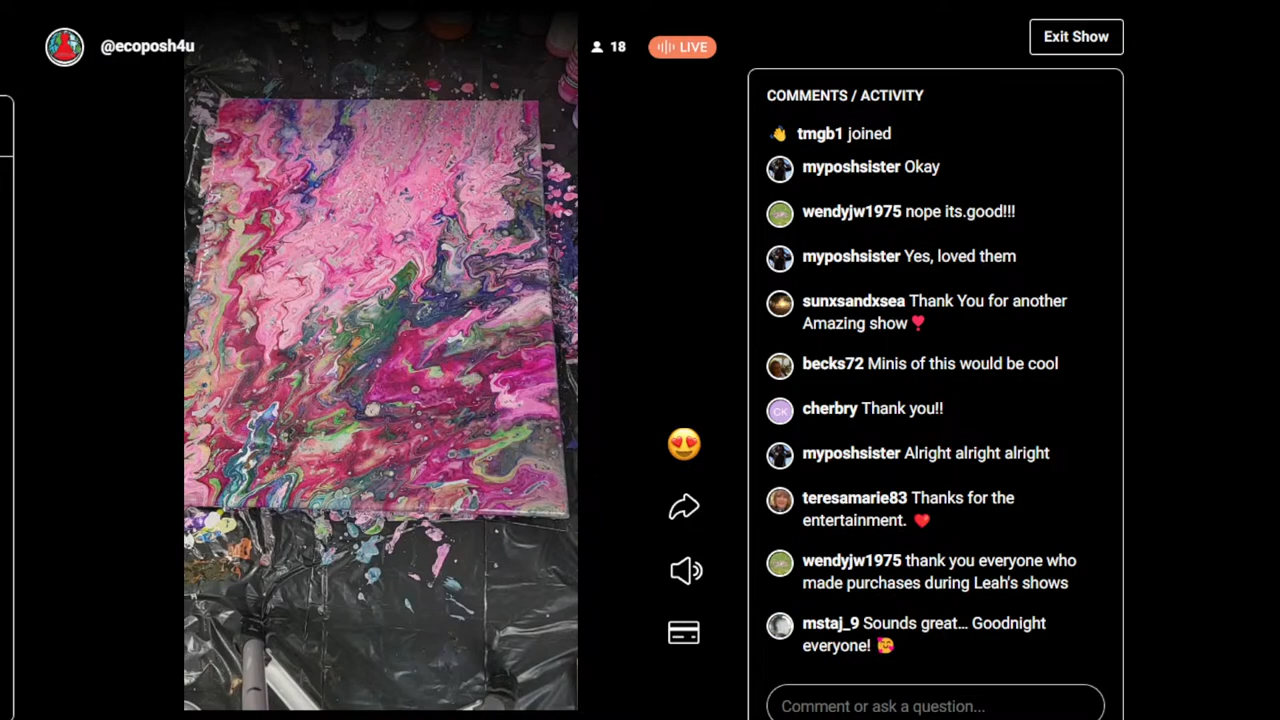 @ecoposh4u
18
LIVE
Exit Show
COMMENTS / ACTIVITY
tmgb1 joined
myposhsister Okay
wendyjw1975 nope its.good!!!
myposhsister Yes, loved them
sunxsandxsea Thank You for another
Amazing show
becks72 Minis of this would be cool
CK
cherbry Thank you!!
myposhsister Alright alright alright
teresamarie83 Thanks for the
entertainment.
wendyjw1975 thank you everyone who
made purchases during Leah's shows
mstaj_9 Sounds great... Goodnight
everyone!
Comment or ask a question...